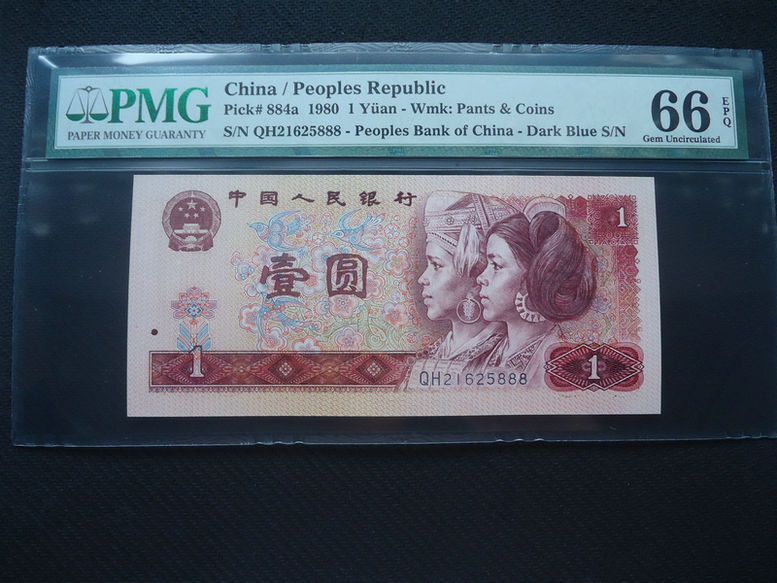 PMG
PAPER MONEY GUARANTY
China / Peoples Republic
Pick# 884a 1980 1 Yüan - Wmk: Pants & Coins
S/N QH21625888 - Peoples Bank of China - Dark Blue S/N
66 EPQ
Gem Uncirculated
中国人民银行
1
壹圆
1
1
QH21625888